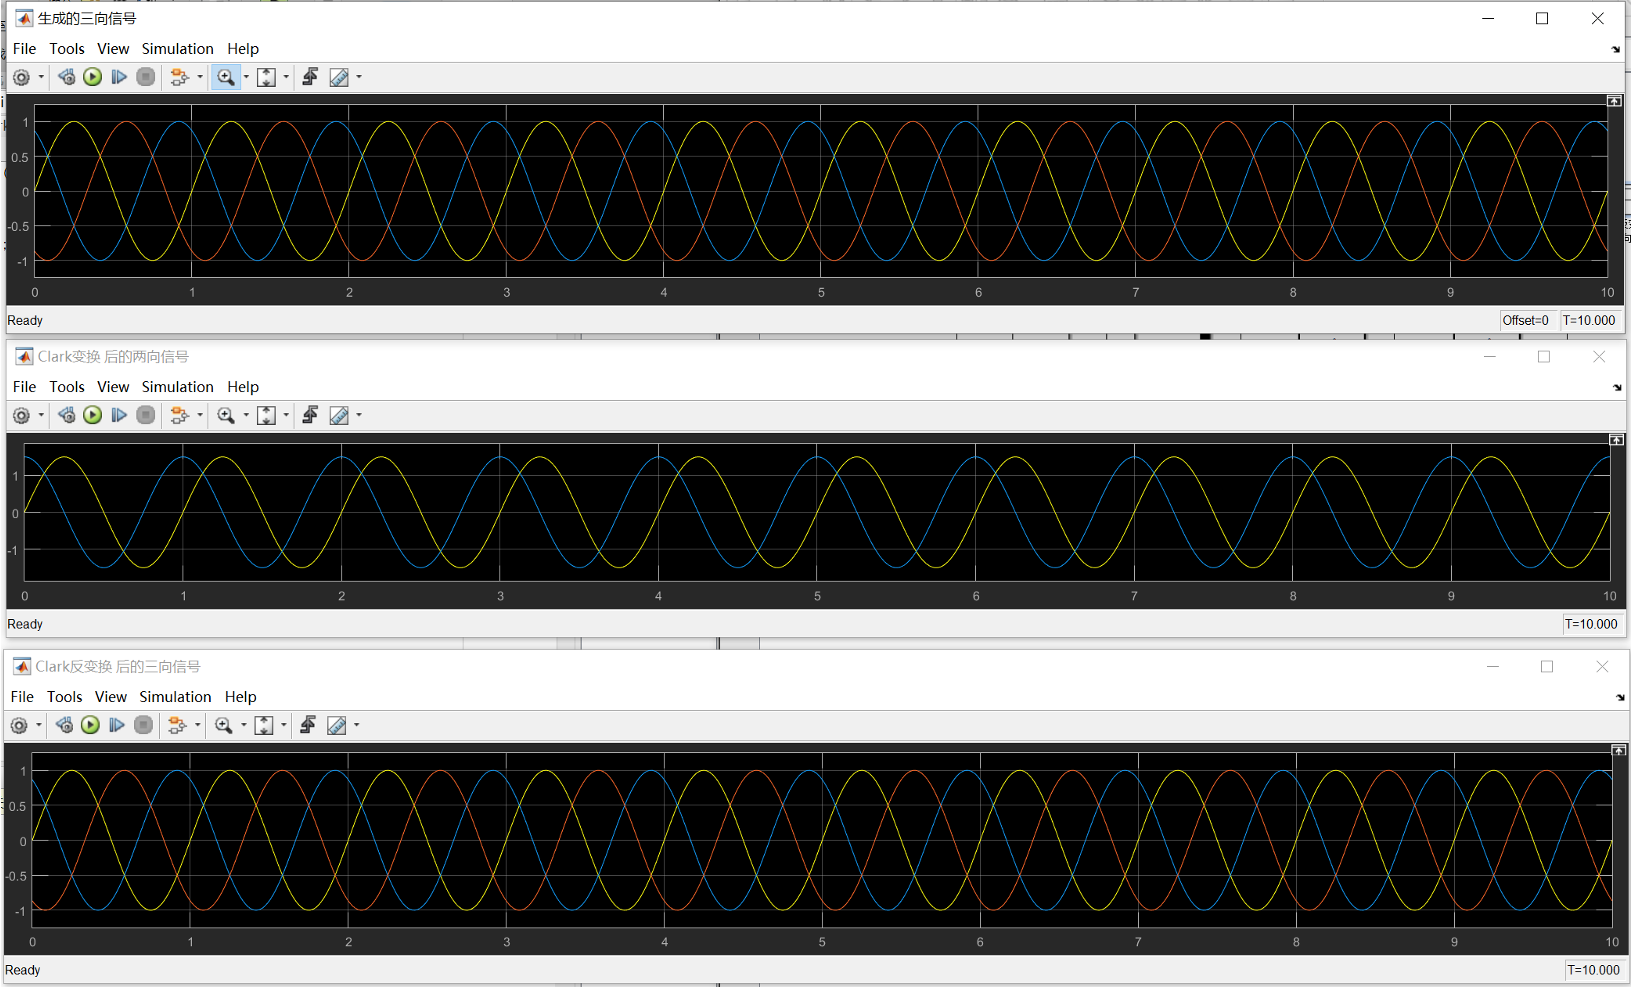 生成的三向信号
File Tools View Simulation Help
1
0.5
0
-0.5
-1
0 1 2 3 4 5 6 7 8 9 10
Ready Offset=0 T=10.000
Clark变换 后的两向信号
File Tools View Simulation Help
1
0
-1
0 1 2 3 4 5 6 7 8 9 10
Ready T=10.000
Clark反变换 后的三向信号
File Tools View Simulation Help
1
0.5
0
-0.5
-1
0 1 2 3 4 5 6 7 8 9 10
Ready T=10.000